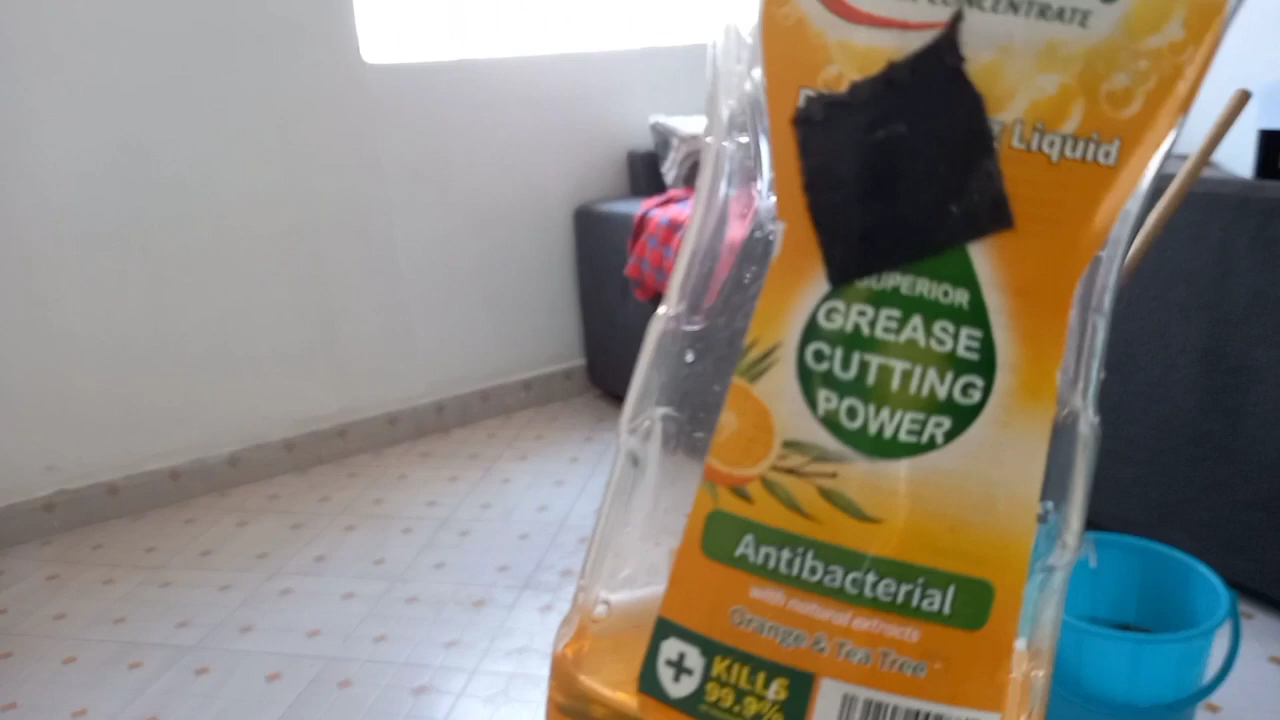 CONCENTRATE
Liquid
SUPERIOR
GREASE
CUTTING
POWER
Antibacterial
with natural extracts
Orange & Tea Tree
KILLS
99.9%